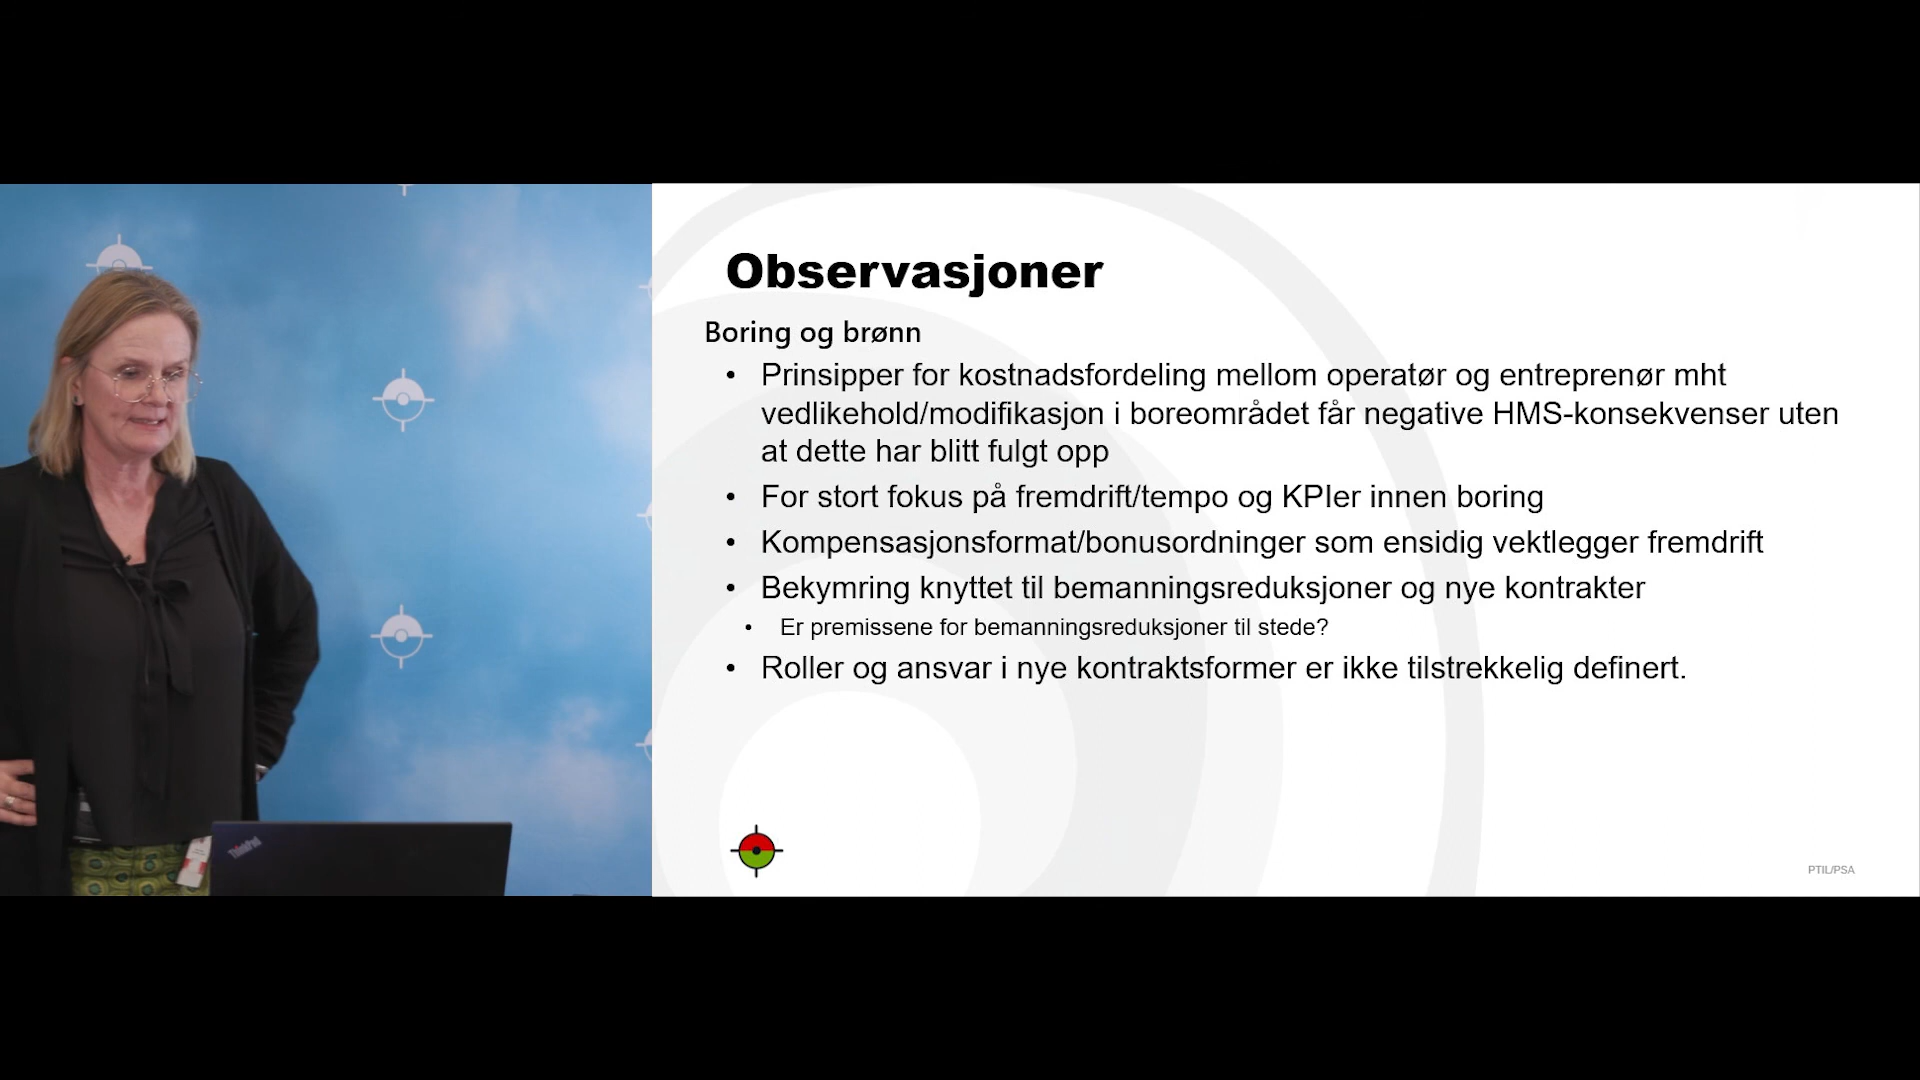 Observasjoner
Boring og brønn
• Prinsipper for kostnadsfordeling mellom operatør og entreprenør mht
vedlikehold/modifikasjon i boreområdet får negative HMS-konsekvenser uten
at dette har blitt fulgt opp
• For stort fokus på fremdrift/tempo og KPIer innen boring
• Kompensasjonsformat/bonusordninger som ensidig vektlegger fremdrift
• Bekymring knyttet til bemanningsreduksjoner og nye kontrakter
• Er premissene for bemanningsreduksjoner til stede?
• Roller og ansvar i nye kontraktsformer er ikke tilstrekkelig definert.
ThinkPad
PTIL/PSA